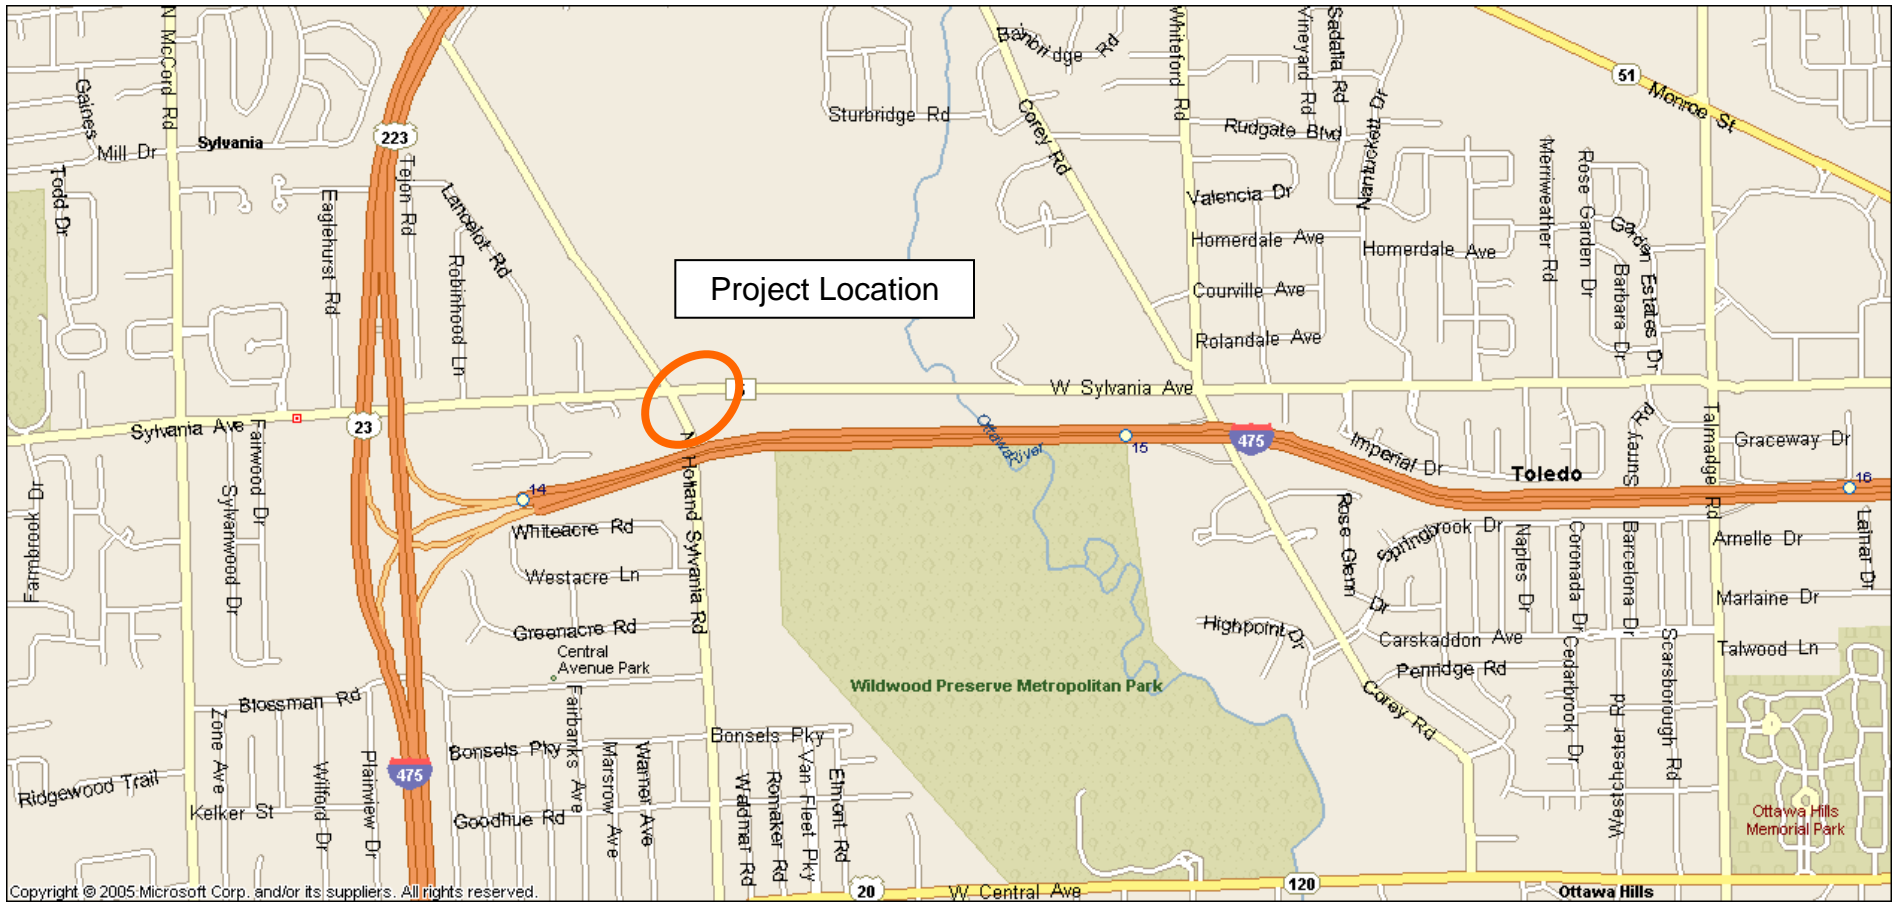 N McCord Rd
Gaines
Mill Dr
Sylvania
Todd Dr
223
Tejon Rd
Lancelot Rd
Eaglehurst Rd
Robinhood Ln
Sturbridge Rd
Corey Rd
Whiteford Rd
Vineyard Rd
Sadalia Rd
Nantuckett Dr
Rudgate Blvd
51
Monroe St
Valencia Dr
Merriweather Rd
Rose Garden Dr
Garden Estates Dr
Barbara Dr
Homerdale Ave
Homerdale Ave
Courville Ave
Rolandale Ave
Project Location
W Sylvania Ave
Sylvania Ave
23
Fairwood Dr
Sylvanwood Dr
Farmbrook Dr
14
N Holland Sylvania Rd
Ottawa River
15
475
Imperial Dr
Toledo
Talmadge Rd
Graceway Dr
16
Whiteacre Rd
Westacre Ln
Greenacre Rd
Central
Avenue Park
Rose Glenn
Springbrook Dr
Dr
Naples Dr
Coronada Dr
Barcelona Dr
Arnelle Dr
Marlaine Dr
Talwood Ln
Highpoint Dr
Carskaddon Ave
Penridge Rd
Cedarbrook Dr
Westchester Rd
Scarsborough Rd
Wildwood Preserve Metropolitan Park
Corey Rd
Blossman Rd
Zone Ave
Wilford Dr
Plainview Dr
Bonsels Pky
Bonsels Pky
Fairbanks Ave
Marsrow Ave
Warner Ave
Waldmar Rd
Romaker Rd
Van Fleet Pky
Elmont Rd
475
Ridgewood Trail
Kelker St
Goodhue Rd
Ottawa Hills
Memorial Park
20
W Central Ave
120
Ottawa Hills
Copyright © 2005 Microsoft Corp. and/or its suppliers. All rights reserved.